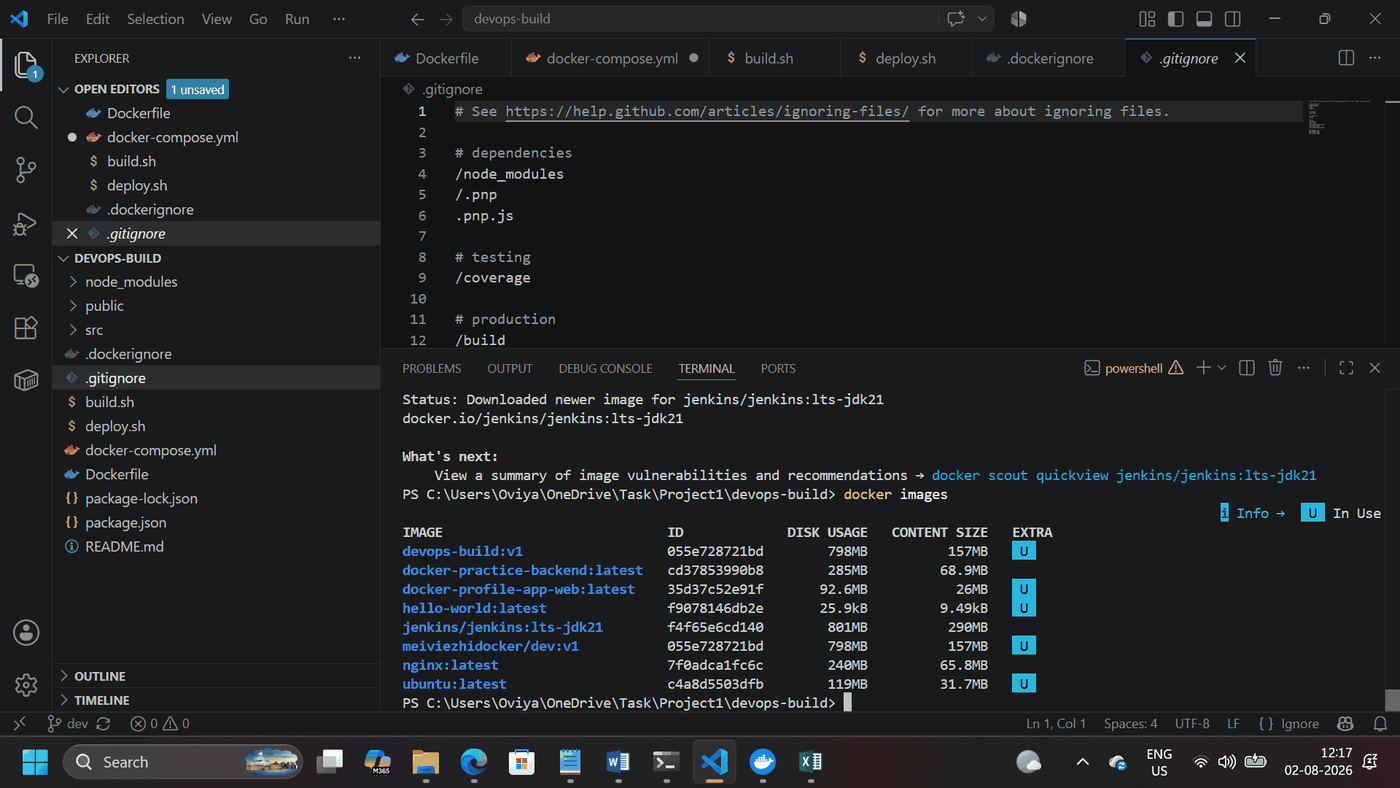 File Edit Selection View Go Run ··· devops-build
EXPLORER
OPEN EDITORS 1 unsaved
Dockerfile
docker-compose.yml
$ build.sh
$ deploy.sh
.dockerignore
.gitignore
DEVOPS-BUILD
node_modules
public
src
.dockerignore
.gitignore
$ build.sh
$ deploy.sh
docker-compose.yml
Dockerfile
{} package-lock.json
{} package.json
README.md
OUTLINE
TIMELINE
1
Dockerfile docker-compose.yml $ build.sh $ deploy.sh .dockerignore .gitignore
.gitignore
1 # See https://help.github.com/articles/ignoring-files/ for more about ignoring files.
2
3 # dependencies
4 /node_modules
5 /.pnp
6 .pnp.js
7
8 # testing
9 /coverage
10
11 # production
12 /build
PROBLEMS OUTPUT DEBUG CONSOLE TERMINAL PORTS powershell
Status: Downloaded newer image for jenkins/jenkins:lts-jdk21
docker.io/jenkins/jenkins:lts-jdk21
What's next:
View a summary of image vulnerabilities and recommendations → docker scout quickview jenkins/jenkins:lts-jdk21
PS C:\Users\Oviya\OneDrive\Task\Project1\devops-build> docker images
i Info → U In Use
IMAGE ID DISK USAGE CONTENT SIZE EXTRA
devops-build:v1 055e728721bd 798MB 157MB U
docker-practice-backend:latest cd37853990b8 285MB 68.9MB
docker-profile-app-web:latest 35d37c52e91f 92.6MB 26MB U
hello-world:latest f9078146db2e 25.9kB 9.49kB U
jenkins/jenkins:lts-jdk21 f4f65e6cd140 801MB 290MB
meiviezhidocker/dev:v1 055e728721bd 798MB 157MB U
nginx:latest 7f0adca1fc6c 240MB 65.8MB
ubuntu:latest c4a8d5503dfb 119MB 31.7MB U
PS C:\Users\Oviya\OneDrive\Task\Project1\devops-build>
dev 0 0 Ln 1, Col 1 Spaces: 4 UTF-8 LF {} Ignore
Search M365 ENG US 12:17 02-08-2026